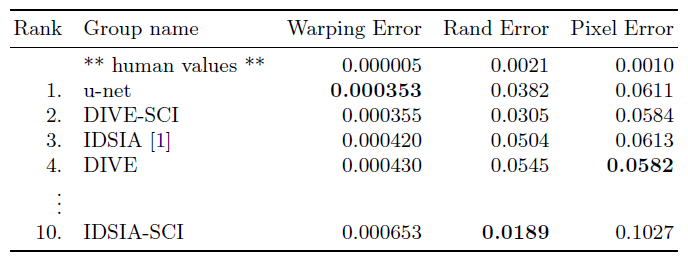 Rank Group name Warping Error Rand Error Pixel Error
** human values ** 0.000005 0.0021 0.0010
1. u-net 0.000353 0.0382 0.0611
2. DIVE-SCI 0.000355 0.0305 0.0584
3. IDSIA [1] 0.000420 0.0504 0.0613
4. DIVE 0.000430 0.0545 0.0582
⋮
10. IDSIA-SCI 0.000653 0.0189 0.1027